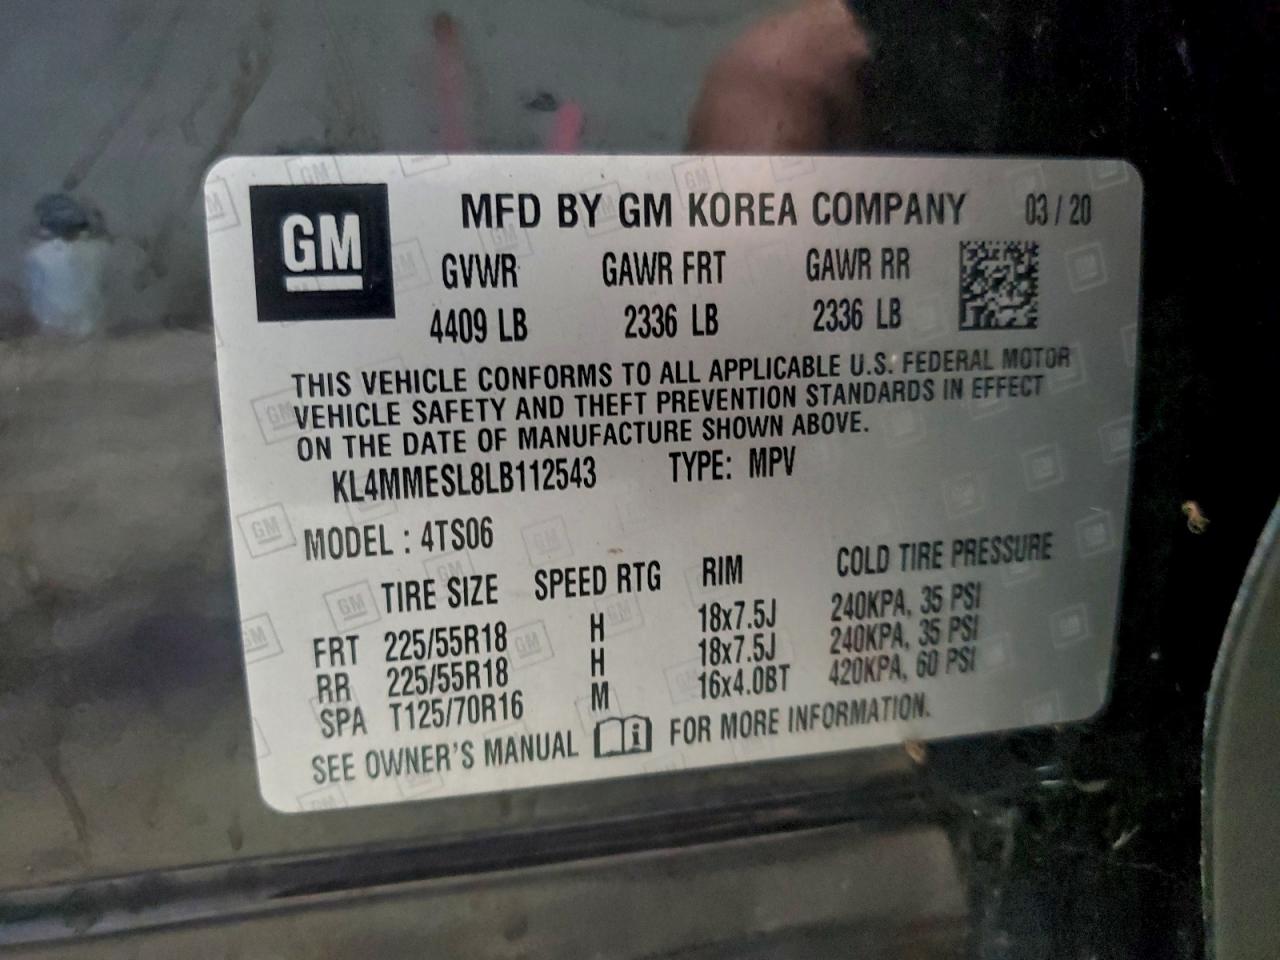 GM MFD BY GM KOREA COMPANY 03 / 20
GVWR GAWR FRT GAWR RR
4409 LB 2336 LB 2336 LB
THIS VEHICLE CONFORMS TO ALL APPLICABLE U.S. FEDERAL MOTOR
VEHICLE SAFETY AND THEFT PREVENTION STANDARDS IN EFFECT
ON THE DATE OF MANUFACTURE SHOWN ABOVE.
KL4MMESL8LB112543 TYPE: MPV
MODEL : 4TS06
TIRE SIZE SPEED RTG RIM COLD TIRE PRESSURE
FRT 225/55R18 H 18x7.5J 240KPA, 35 PSI
RR 225/55R18 H 18x7.5J 240KPA, 35 PSI
SPA T125/70R16 M 16x4.0BT 420KPA, 60 PSI
SEE OWNER'S MANUAL FOR MORE INFORMATION.